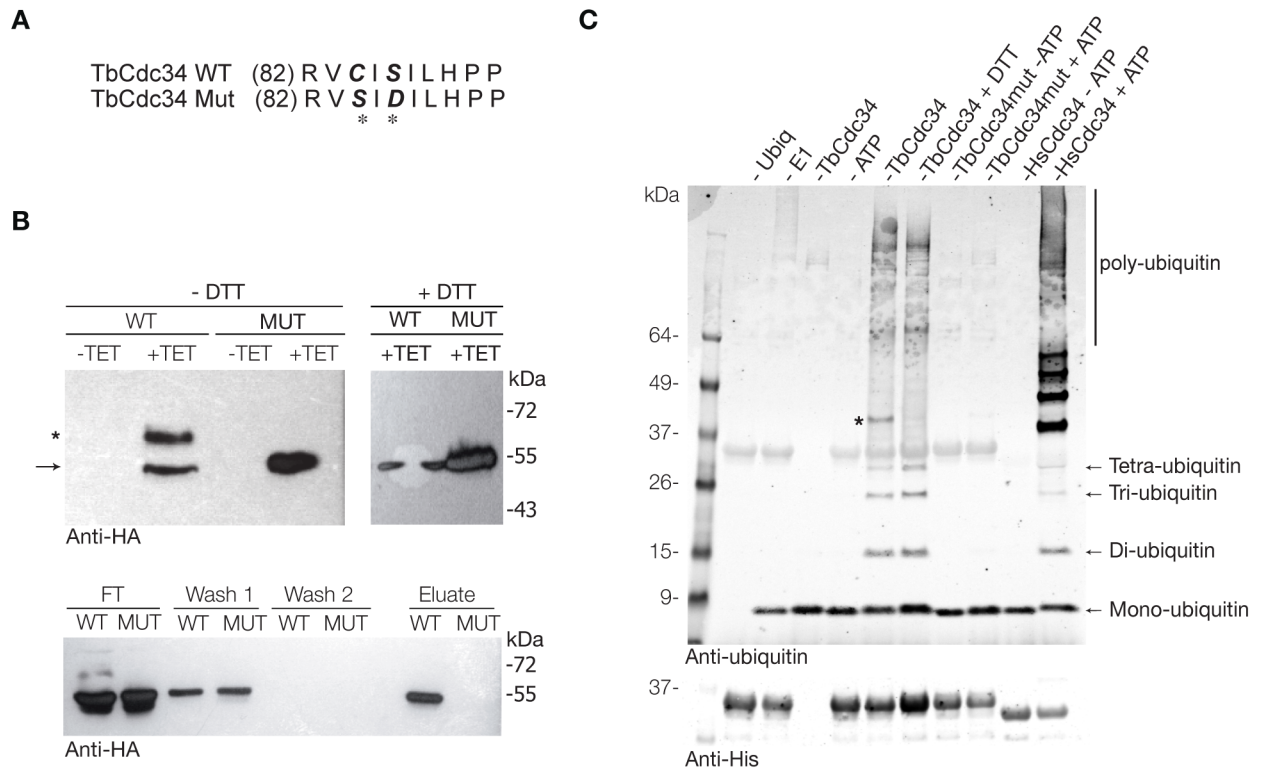 A
TbCdc34 WT (82) R V C I S I L H P P
TbCdc34 Mut (82) R V S I D I L H P P
* *
B
- DTT + DTT
WT MUT WT MUT
-TET +TET -TET +TET +TET +TET
kDa
-72
*
-55
→
-43
Anti-HA
FT Wash 1 Wash 2 Eluate
WT MUT WT MUT WT MUT WT MUT
kDa
-72
-55
Anti-HA
C
- Ubiq
- E1
-TbCdc34
- ATP
-TbCdc34
-TbCdc34 + DTT
-TbCdc34mut -ATP
-TbCdc34mut + ATP
-HsCdc34 - ATP
-HsCdc34 + ATP
kDa
poly-ubiquitin
64-
49-
*
37-
← Tetra-ubiquitin
26-
← Tri-ubiquitin
15- ← Di-ubiquitin
9-
← Mono-ubiquitin
Anti-ubiquitin
37-
Anti-His